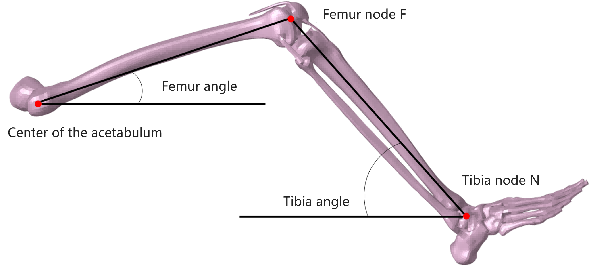 Femur node F
Femur angle
Center of the acetabulum
Tibia node N
Tibia angle